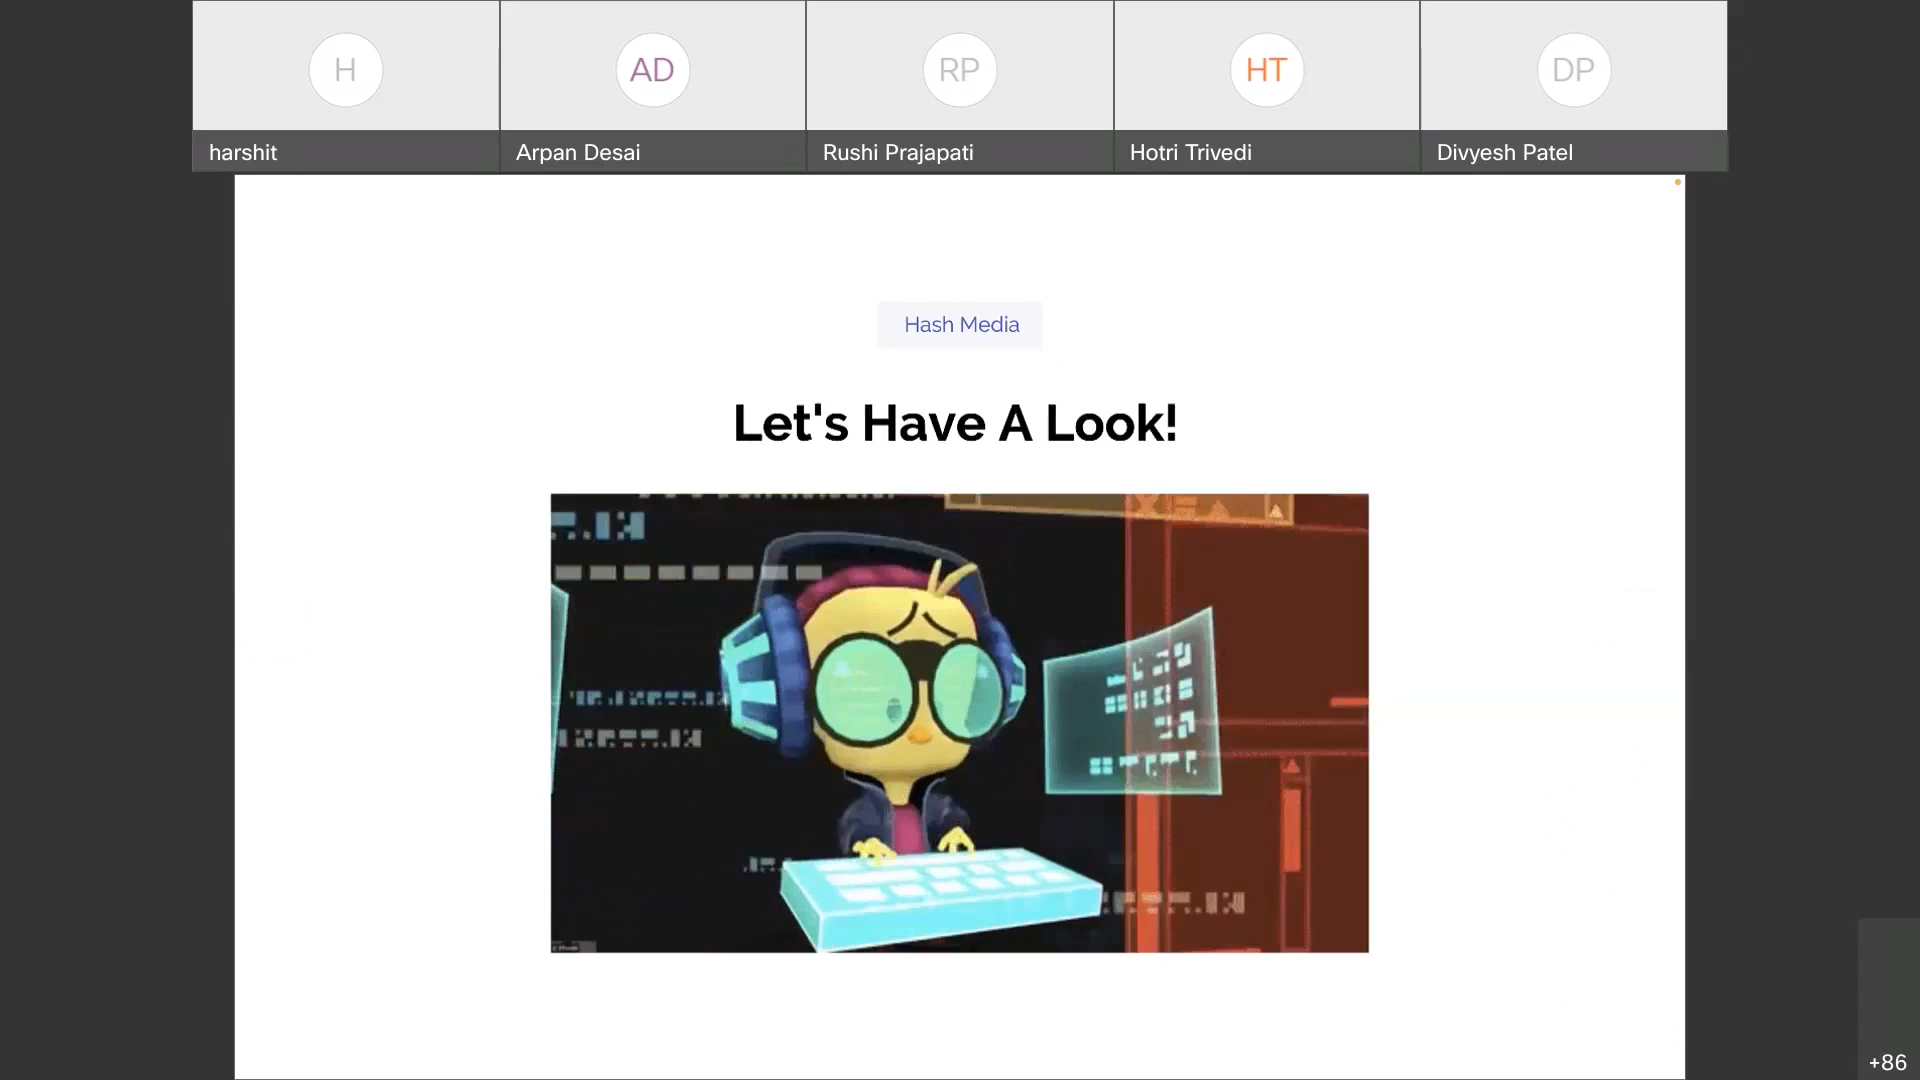 H
AD
RP
HT
DP
harshit
Arpan Desai
Rushi Prajapati
Hotri Trivedi
Divyesh Patel
Hash Media
Let's Have A Look!
+86